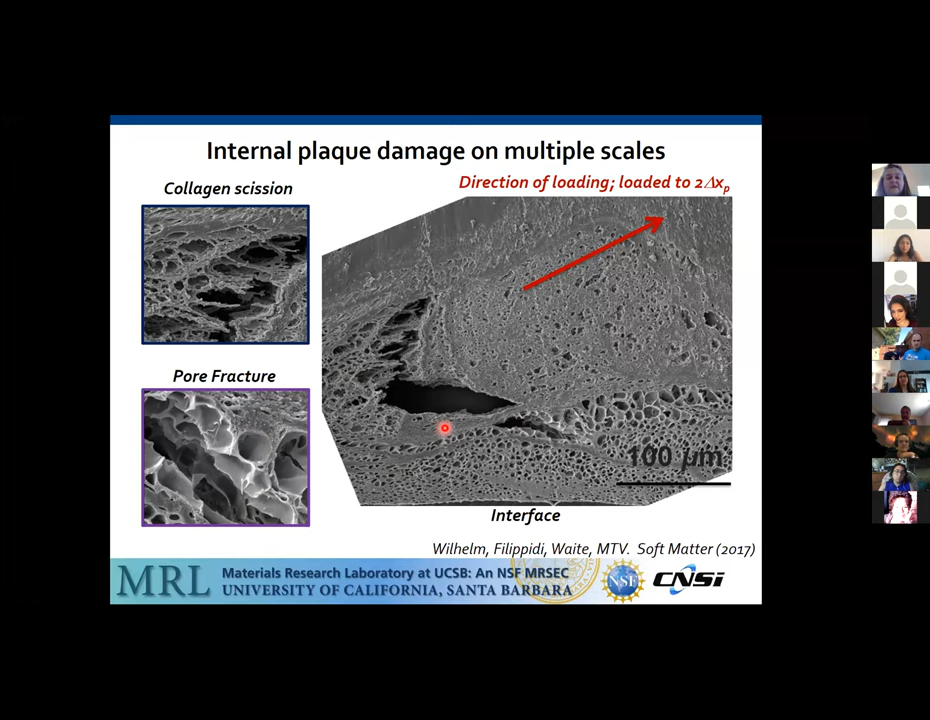 Internal plaque damage on multiple scales
Collagen scission
Direction of loading; loaded to 2Δxp
Pore Fracture
100 µm
Interface
Wilhelm, Filippidi, Waite, MTV. Soft Matter (2017)
MRL
Materials Research Laboratory at UCSB: An NSF MRSEC
UNIVERSITY OF CALIFORNIA, SANTA BARBARA
NSF
CNSi